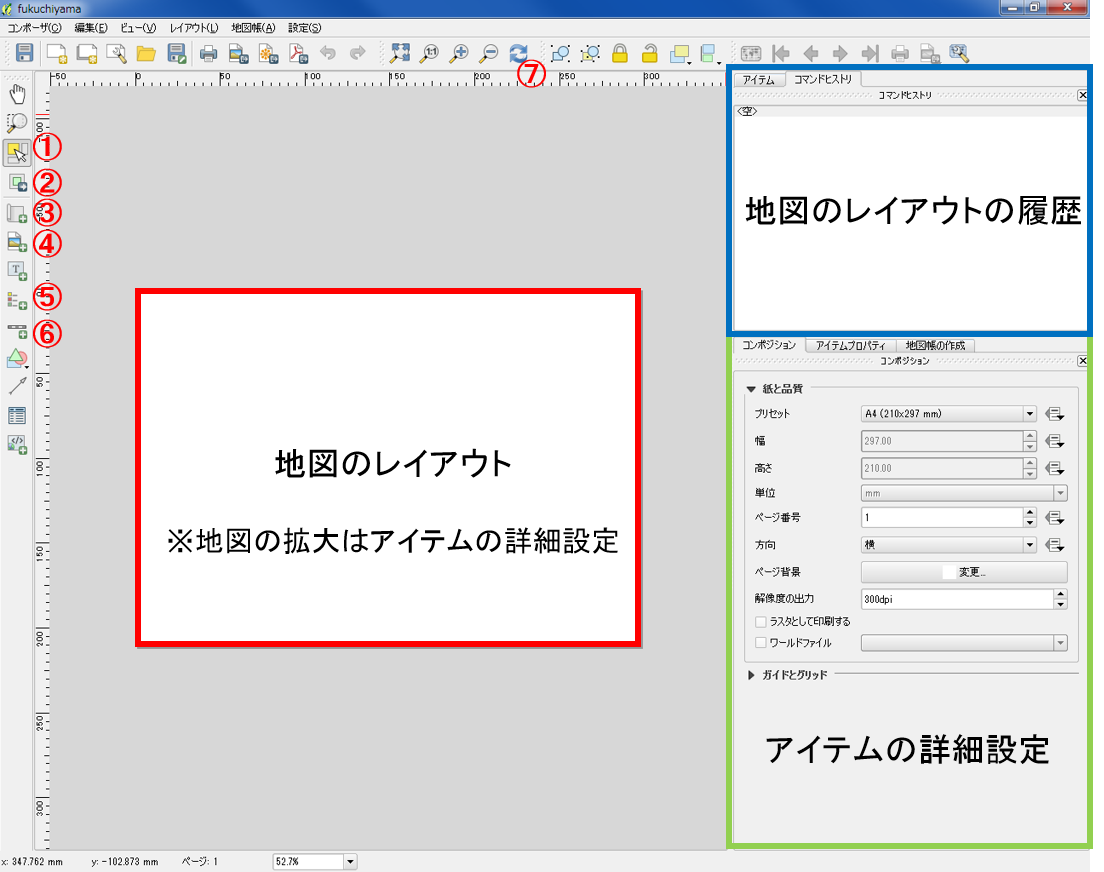 fukuchiyama
コンポーザ(C) 編集(E) ビュー(V) レイアウト(L) 地図帳(A) 設定(S)
-50 0 50 100 150 200 250 300
⑦
①
②
③
④
⑤
⑥
50
100
150
200
250
300
アイテム コマンドヒストリ
コマンドヒストリ
<空>
地図のレイアウトの履歴
地図のレイアウト
※地図の拡大はアイテムの詳細設定
コンポジション アイテムプロパティ 地図帳の作成
コンポジション
▼ 紙と品質
プリセット A4 (210x297 mm)
幅 297.00
高さ 210.00
単位 mm
ページ番号 1
方向 横
ページ背景 変更...
解像度の出力 300dpi
ラスタとして印刷する
ワールドファイル
▶ ガイドとグリッド
アイテムの詳細設定
x: 347.762 mm y: -102.873 mm ページ: 1 52.7%